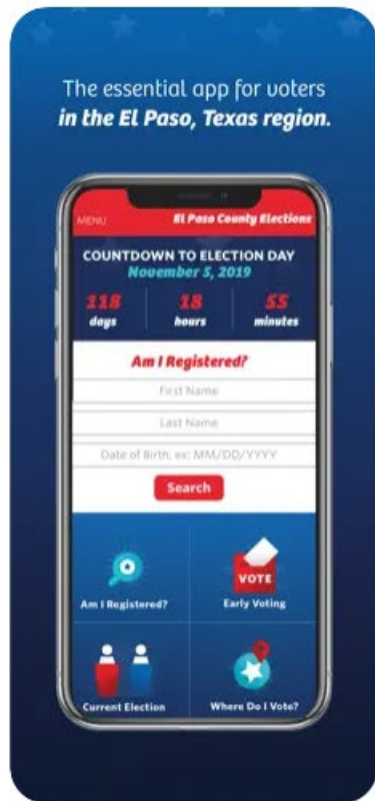 The essential app for voters
in the El Paso, Texas region.
MENU
El Paso County Elections
COUNTDOWN TO ELECTION DAY
November 5, 2019
118 18 55
days hours minutes
Am I Registered?
First Name
Last Name
Date of Birth, ex: MM/DD/YYYY
Search
VOTE
Am I Registered? Early Voting
Current Election Where Do I Vote?